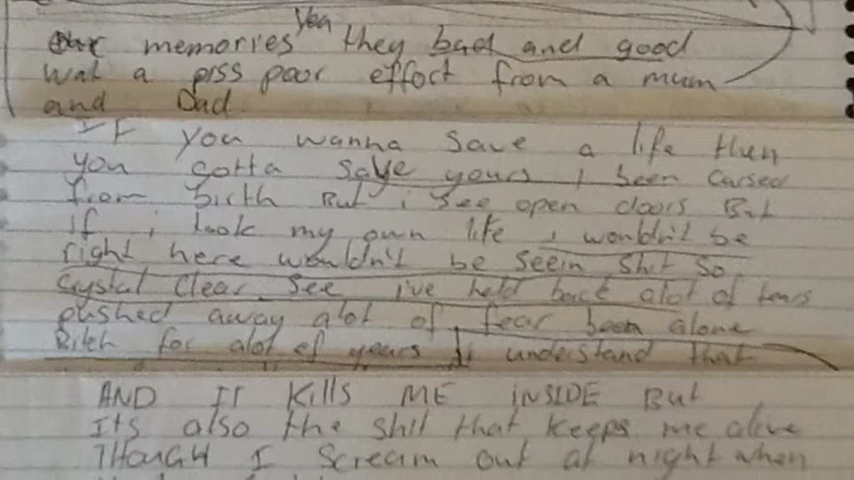 yea
memories they bad and good
wat a piss poor effort from a mum
and Dad
If you wanna save a life then
you gotta save yours I been cursed
from birth But i see open doors But
if i took my own life i wouldn't be
right here wouldn't be seein shit so
crystal clear see i've held back alot of tears
pushed away alot of fear been alone
Bitch for alot of years I understand that
AND IT KILLS ME INSIDE But
Its also the shit that keeps me alive
THOUGH I scream out at night when